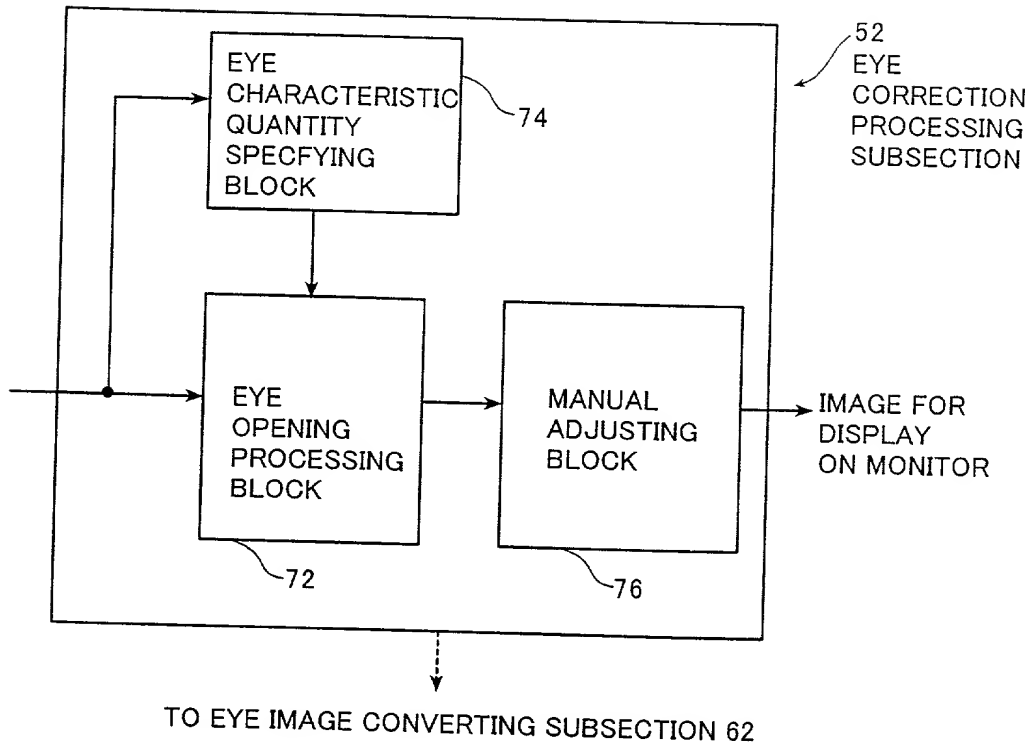 52
EYE
CORRECTION
PROCESSING
SUBSECTION
EYE
CHARACTERISTIC
QUANTITY
SPECFYING
BLOCK
74
EYE
OPENING
PROCESSING
BLOCK
72
MANUAL
ADJUSTING
BLOCK
76
IMAGE FOR
DISPLAY
ON MONITOR
TO EYE IMAGE CONVERTING SUBSECTION 62